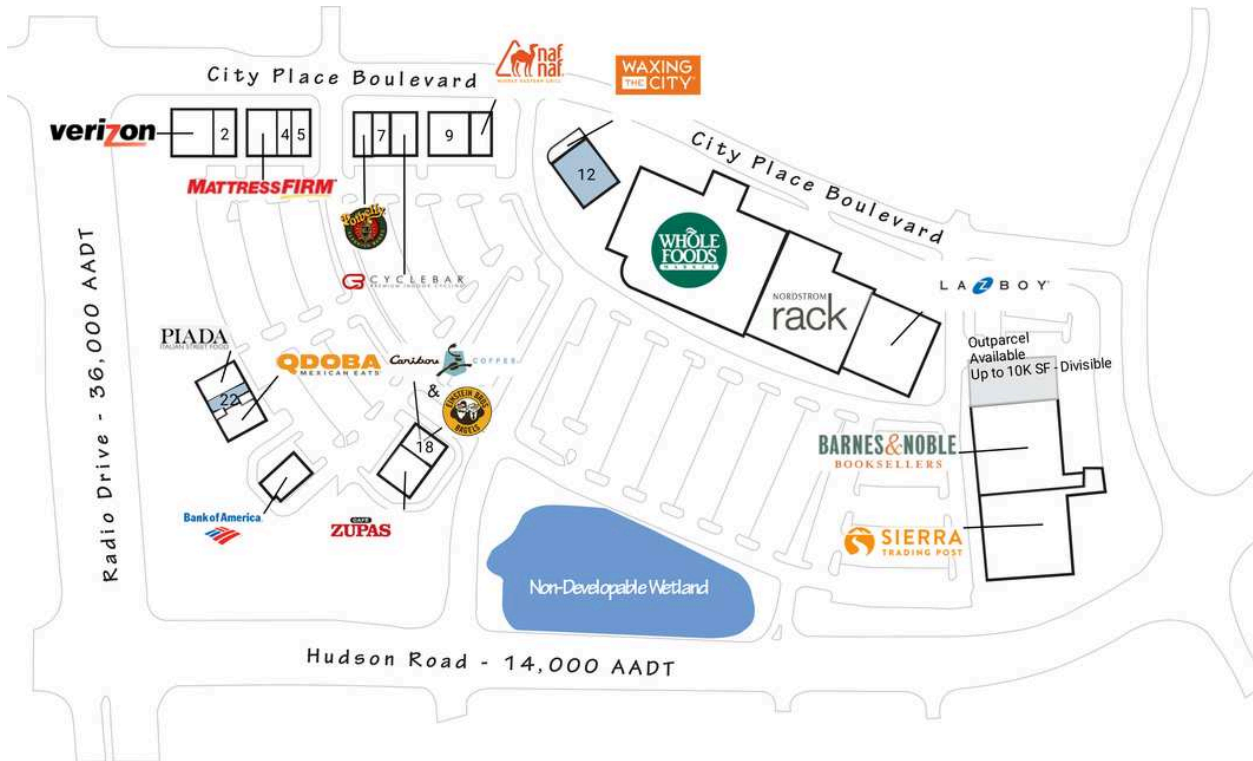 City Place Boulevard
naf
naf
MIDDLE EASTERN GRILL
WAXING
THE CITY
verizon
2
4
5
7
9
MATTRESSFIRM
12
City Place Boulevard
Potbelly
WHOLE
FOODS
MARKET
CYCLEBAR
PREMIUM INDOOR CYCLING
NORDSTROM
rack
LA Z BOY
Outparcel
Available
Up to 10K SF - Divisible
PIADA
ITALIAN STREET FOOD
QDOBA
MEXICAN EATS
Caribou COFFEE
&
EINSTEIN BROS
BAGELS
22
18
BARNES & NOBLE
BOOKSELLERS
Bank of America
CAFE
ZUPAS
SIERRA
TRADING POST
Non-Developable Wetland
Radio Drive - 36,000 AADT
Hudson Road - 14,000 AADT